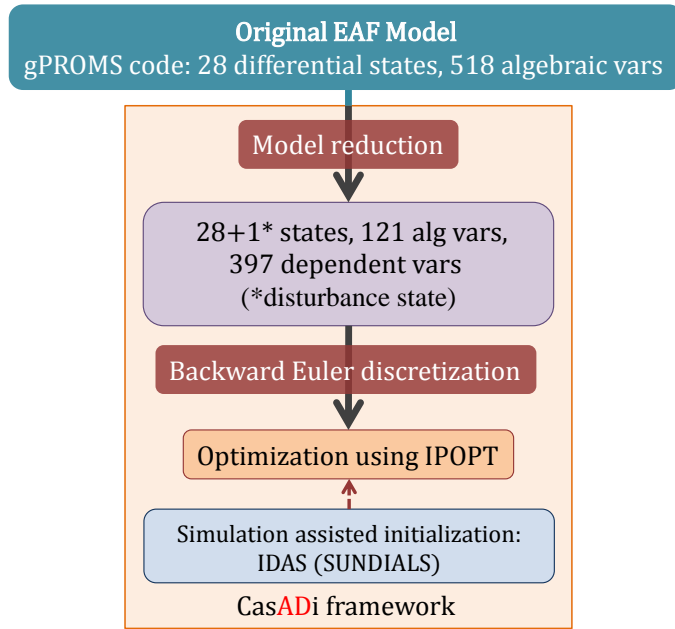 Original EAF Model
gPROMS code: 28 differential states, 518 algebraic vars
Model reduction
28+1* states, 121 alg vars,
397 dependent vars
(*disturbance state)
Backward Euler discretization
Optimization using IPOPT
Simulation assisted initialization:
IDAS (SUNDIALS)
CasADi framework